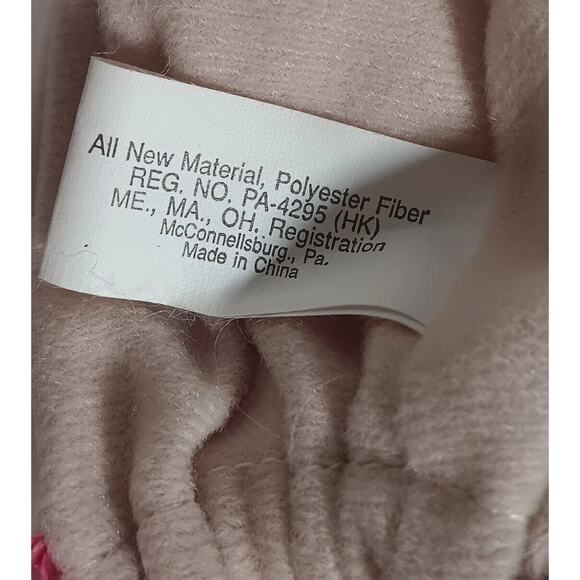 All New Material, Polyester Fiber
REG. NO. PA-4295 (HK)
ME., MA., OH. Registration
McConnellsburg., Pa.
Made in China